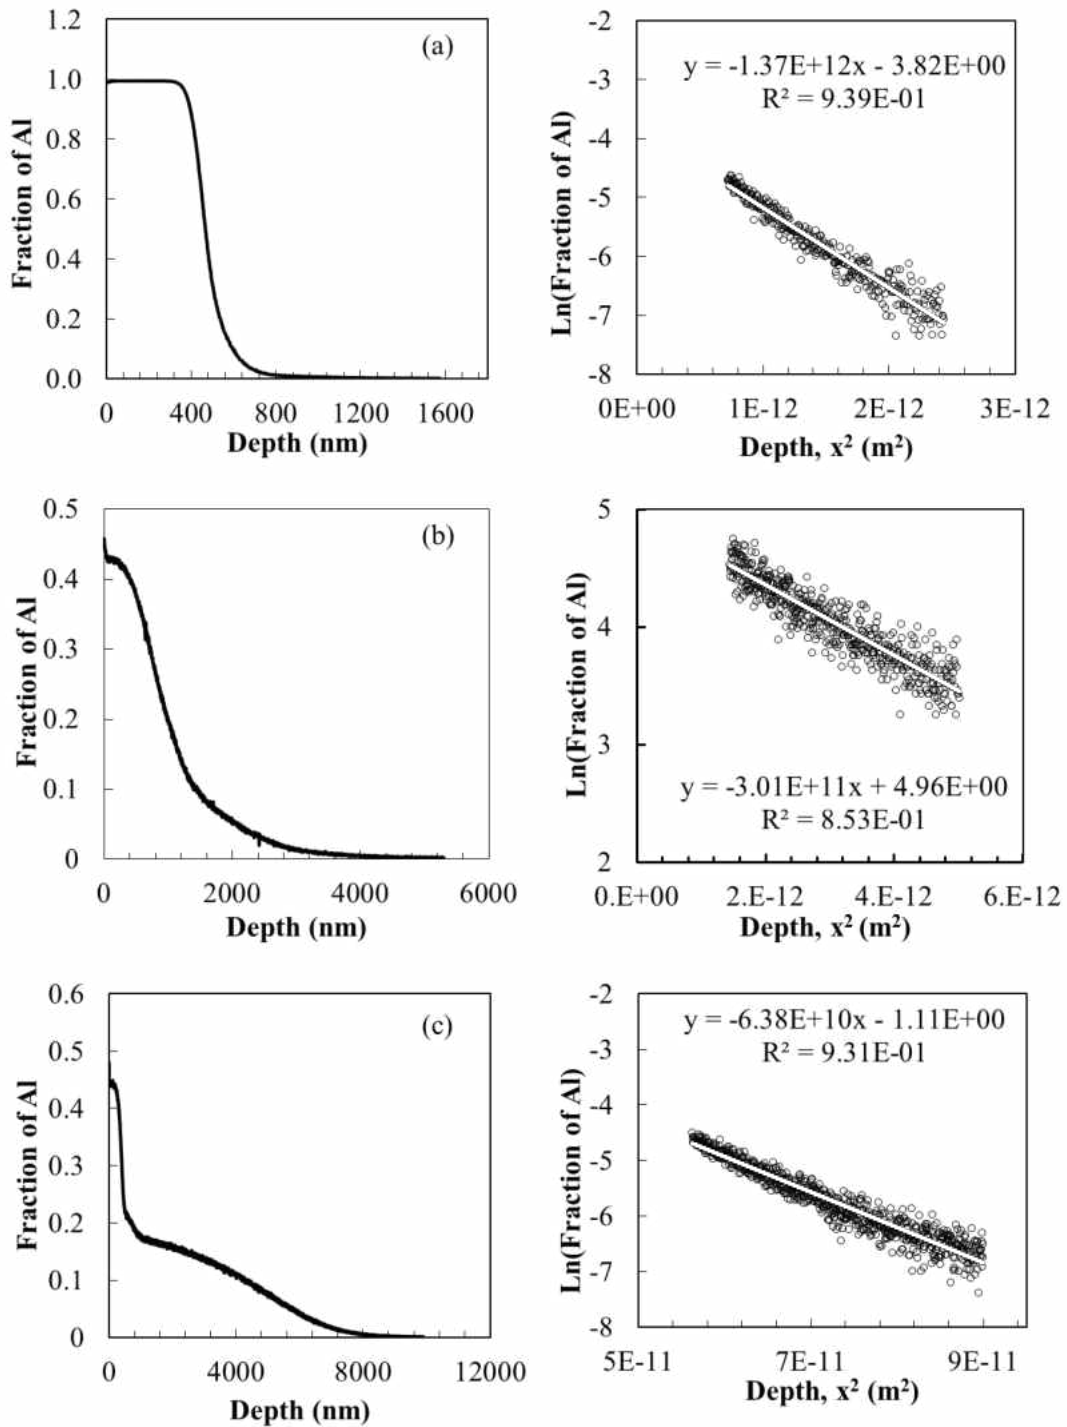 1.2
1.0
0.8
0.6
0.4
0.2
0.0
Fraction of Al
(a)
0 400 800 1200 1600
Depth (nm)
-2
-3
-4
-5
-6
-7
-8
Ln(Fraction of Al)
y = -1.37E+12x - 3.82E+00
R² = 9.39E-01
0E+00 1E-12 2E-12 3E-12
Depth, x² (m²)
0.5
0.4
0.3
0.2
0.1
0
Fraction of Al
(b)
0 2000 4000 6000
Depth (nm)
5
4
3
2
Ln(Fraction of Al)
y = -3.01E+11x + 4.96E+00
R² = 8.53E-01
0.E+00 2.E-12 4.E-12 6.E-12
Depth, x² (m²)
0.6
0.5
0.4
0.3
0.2
0.1
0
Fraction of Al
(c)
0 4000 8000 12000
Depth (nm)
-2
-3
-4
-5
-6
-7
-8
Ln(Fraction of Al)
y = -6.38E+10x - 1.11E+00
R² = 9.31E-01
5E-11 7E-11 9E-11
Depth, x² (m²)